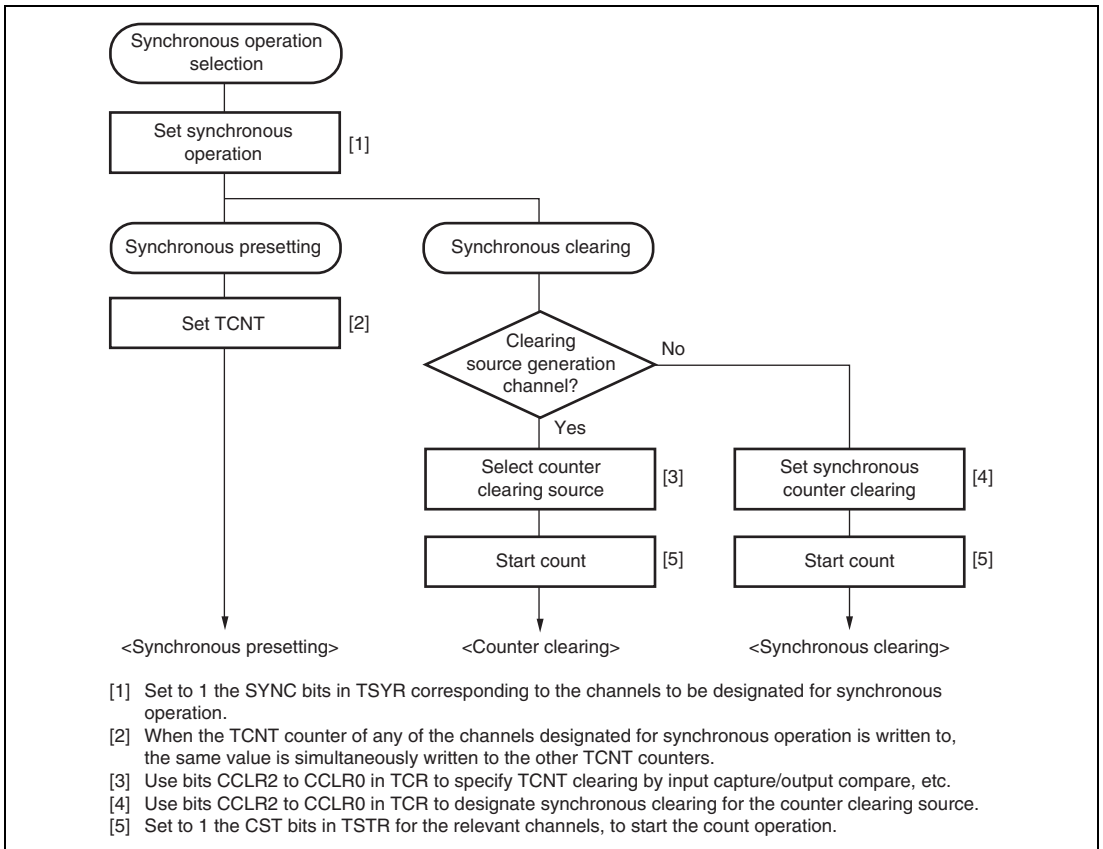 Synchronous operation
selection
Set synchronous
operation
[1]
Synchronous presetting
Synchronous clearing
Set TCNT
[2]
Clearing
source generation
channel?
No
Yes
Select counter
clearing source
[3]
Set synchronous
counter clearing
[4]
Start count
[5]
Start count
[5]
<Synchronous presetting>
<Counter clearing>
<Synchronous clearing>
[1] Set to 1 the SYNC bits in TSYR corresponding to the channels to be designated for synchronous
operation.
[2] When the TCNT counter of any of the channels designated for synchronous operation is written to,
the same value is simultaneously written to the other TCNT counters.
[3] Use bits CCLR2 to CCLR0 in TCR to specify TCNT clearing by input capture/output compare, etc.
[4] Use bits CCLR2 to CCLR0 in TCR to designate synchronous clearing for the counter clearing source.
[5] Set to 1 the CST bits in TSTR for the relevant channels, to start the count operation.